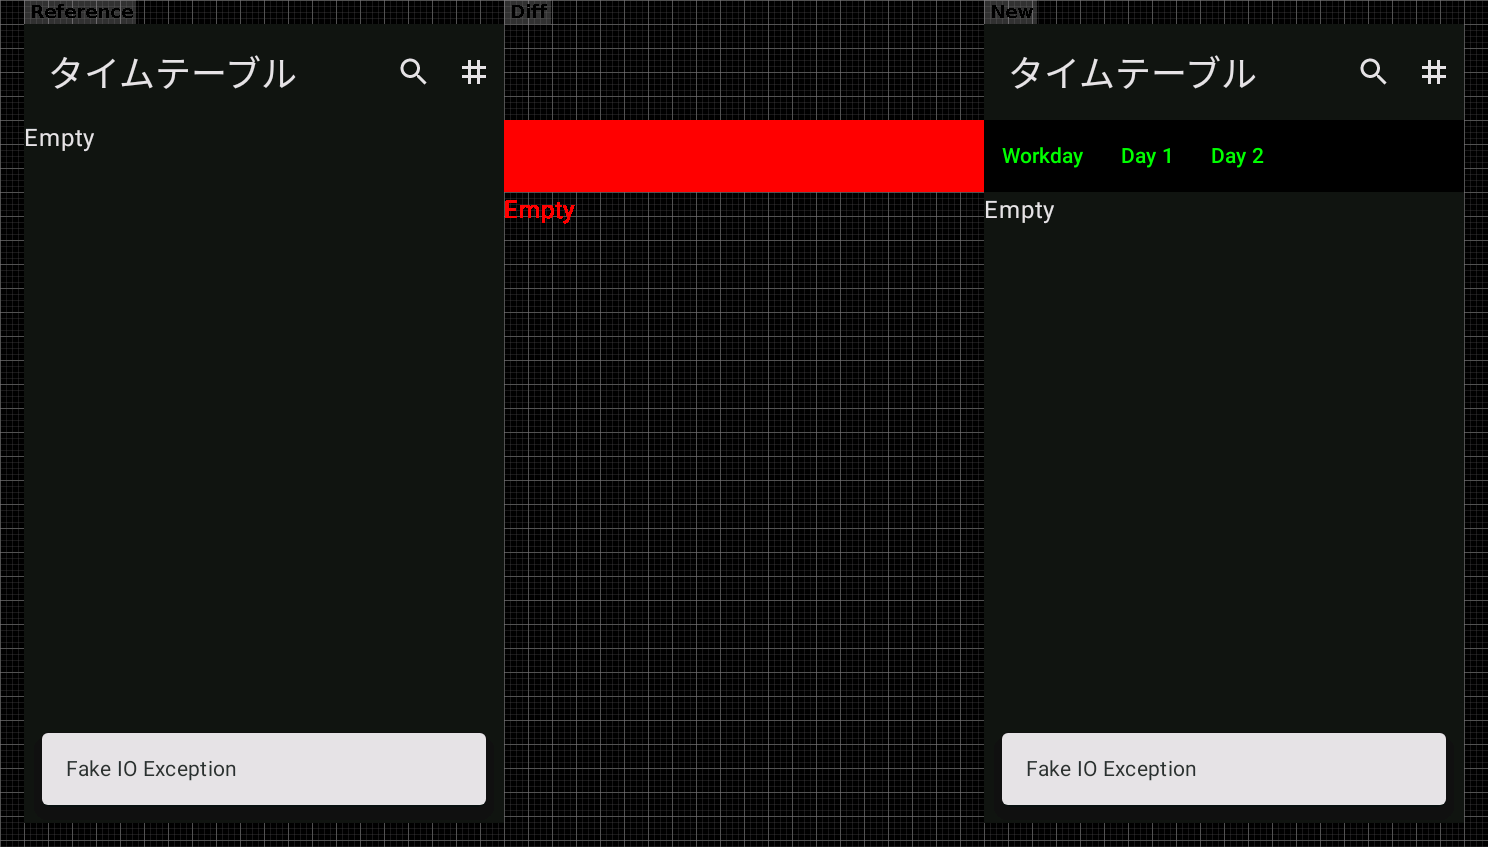 Reference
タイムテーブル
Empty
Fake IO Exception
Diff
Empty
New
タイムテーブル
Workday Day 1 Day 2
Empty
Fake IO Exception